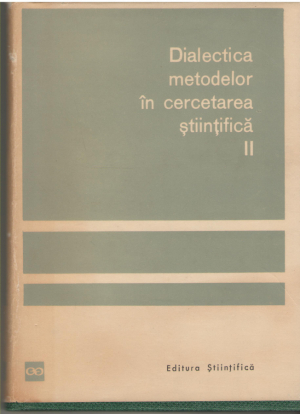 Dialectica
metodelor
în cercetarea
științifică
II
Editura Științifică